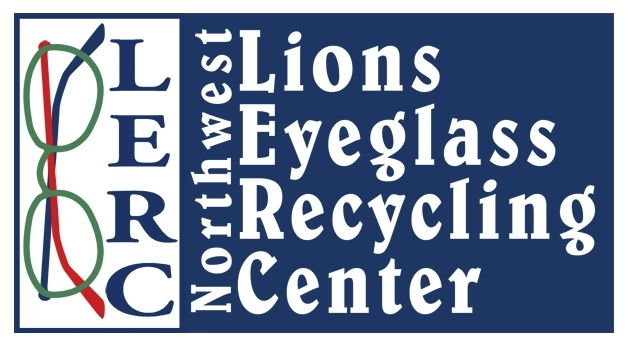 L
E
R
C
Northwest
Lions
Eyeglass
Recycling
Center